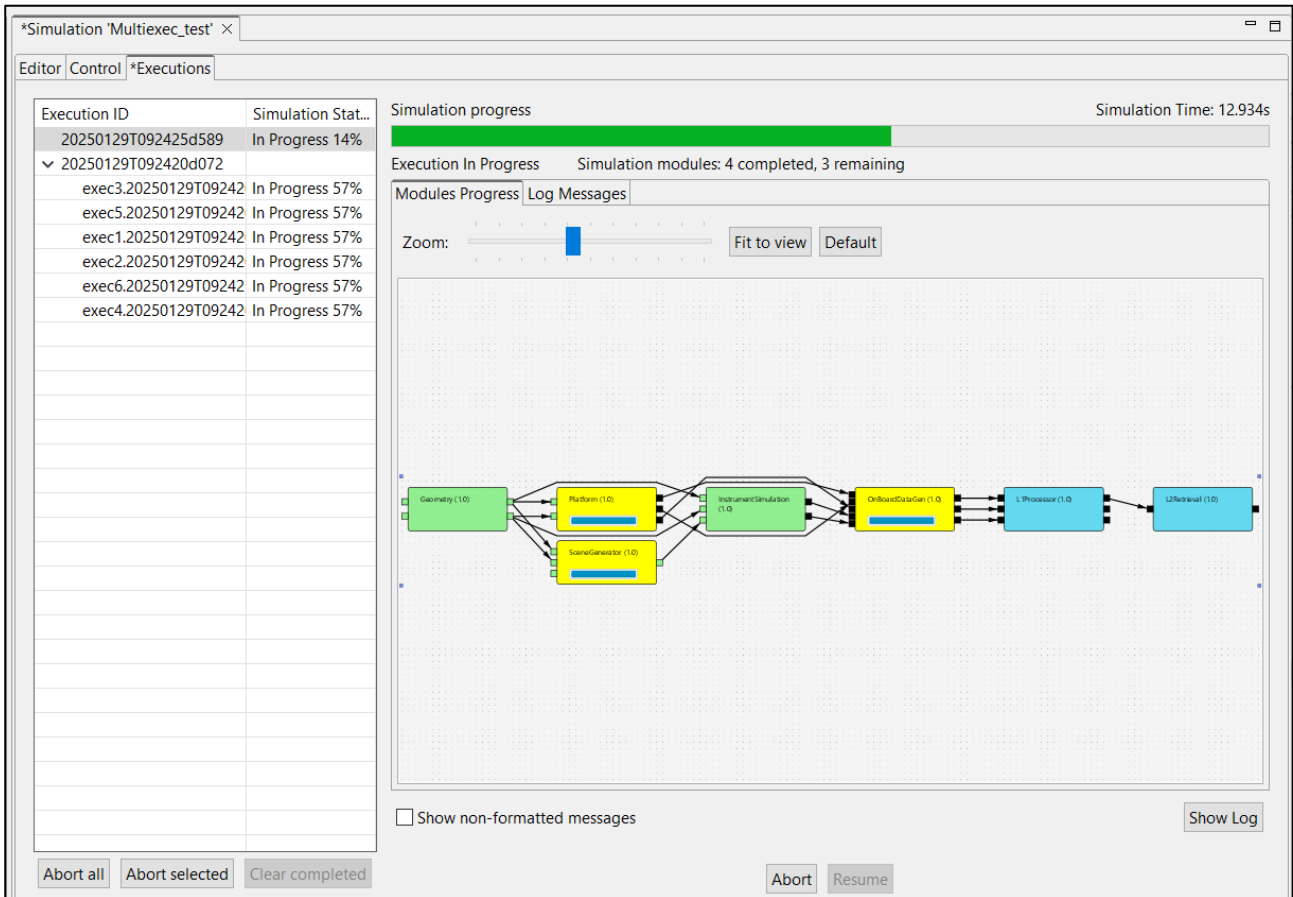 *Simulation 'Multiexec_test'
Editor Control *Executions
Execution ID Simulation Stat...
20250129T092425d589 In Progress 14%
20250129T092420d072
exec3.20250129T09242 In Progress 57%
exec5.20250129T09242 In Progress 57%
exec1.20250129T09242 In Progress 57%
exec2.20250129T09242 In Progress 57%
exec6.20250129T09242 In Progress 57%
exec4.20250129T09242 In Progress 57%
Abort all Abort selected Clear completed
Simulation progress Simulation Time: 12.934s
Execution In Progress Simulation modules: 4 completed, 3 remaining
Modules Progress Log Messages
Zoom: Fit to view Default
Geometry (1.0) Platform (1.0) InstrumentSimulation (1.0) OnBoardDataGen (1.0) L1Processor (1.0) L2Retrieval (1.0)
SceneGenerator (1.0)
Show non-formatted messages Show Log
Abort Resume